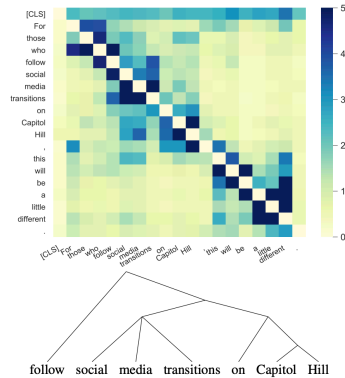 [CLS]
For
those
who
follow
social
media
transitions
on
Capitol
Hill
,
this
will
be
a
little
different
.
5
4
3
2
1
0
[CLS] For those who follow social media transitions on Capitol Hill , this will be a little different .
follow social media transitions on Capitol Hill